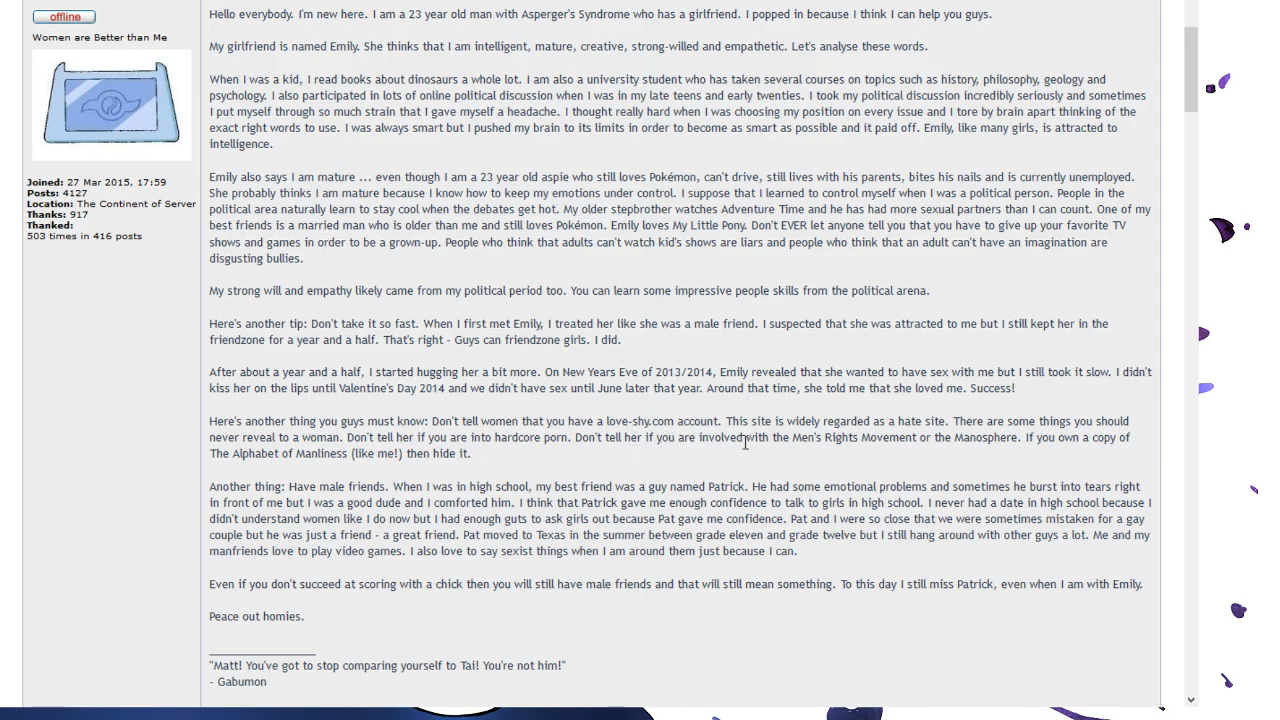 offline
Women are Better than Me
Joined: 27 Mar 2015, 17:59
Posts: 4127
Location: The Continent of Server
Thanks: 917
Thanked:
503 times in 416 posts
Hello everybody. I'm new here. I am a 23 year old man with Asperger's Syndrome who has a girlfriend. I popped in because I think I can help you guys.
My girlfriend is named Emily. She thinks that I am intelligent, mature, creative, strong-willed and empathetic. Let's analyse these words.
When I was a kid, I read books about dinosaurs a whole lot. I am also a university student who has taken several courses on topics such as history, philosophy, geology and
psychology. I also participated in lots of online political discussion when I was in my late teens and early twenties. I took my political discussion incredibly seriously and sometimes
I put myself through so much strain that I gave myself a headache. I thought really hard when I was choosing my position on every issue and I tore by brain apart thinking of the
exact right words to use. I was always smart but I pushed my brain to its limits in order to become as smart as possible and it paid off. Emily, like many girls, is attracted to
intelligence.
Emily also says I am mature ... even though I am a 23 year old aspie who still loves Pokémon, can't drive, still lives with his parents, bites his nails and is currently unemployed.
She probably thinks I am mature because I know how to keep my emotions under control. I suppose that I learned to control myself when I was a political person. People in the
political area naturally learn to stay cool when the debates get hot. My older stepbrother watches Adventure Time and he has had more sexual partners than I can count. One of my
best friends is a married man who is older than me and still loves Pokémon. Emily loves My Little Pony. Don't EVER let anyone tell you that you have to give up your favorite TV
shows and games in order to be a grown-up. People who think that adults can't watch kid's shows are liars and people who think that an adult can't have an imagination are
disgusting bullies.
My strong will and empathy likely came from my political period too. You can learn some impressive people skills from the political arena.
Here's another tip: Don't take it so fast. When I first met Emily, I treated her like she was a male friend. I suspected that she was attracted to me but I still kept her in the
friendzone for a year and a half. That's right - Guys can friendzone girls. I did.
After about a year and a half, I started hugging her a bit more. On New Years Eve of 2013/2014, Emily revealed that she wanted to have sex with me but I still took it slow. I didn't
kiss her on the lips until Valentine's Day 2014 and we didn't have sex until June later that year. Around that time, she told me that she loved me. Success!
Here's another thing you guys must know: Don't tell women that you have a love-shy.com account. This site is widely regarded as a hate site. There are some things you should
never reveal to a woman. Don't tell her if you are into hardcore porn. Don't tell her if you are involved with the Men's Rights Movement or the Manosphere. If you own a copy of
The Alphabet of Manliness (like me!) then hide it.
Another thing: Have male friends. When I was in high school, my best friend was a guy named Patrick. He had some emotional problems and sometimes he burst into tears right
in front of me but I was a good dude and I comforted him. I think that Patrick gave me enough confidence to talk to girls in high school. I never had a date in high school because I
didn't understand women like I do now but I had enough guts to ask girls out because Pat gave me confidence. Pat and I were so close that we were sometimes mistaken for a gay
couple but he was just a friend - a great friend. Pat moved to Texas in the summer between grade eleven and grade twelve but I still hang around with other guys a lot. Me and my
manfriends love to play video games. I also love to say sexist things when I am around them just because I can.
Even if you don't succeed at scoring with a chick then you will still have male friends and that will still mean something. To this day I still miss Patrick, even when I am with Emily.
Peace out homies.
"Matt! You've got to stop comparing yourself to Tai! You're not him!"
- Gabumon